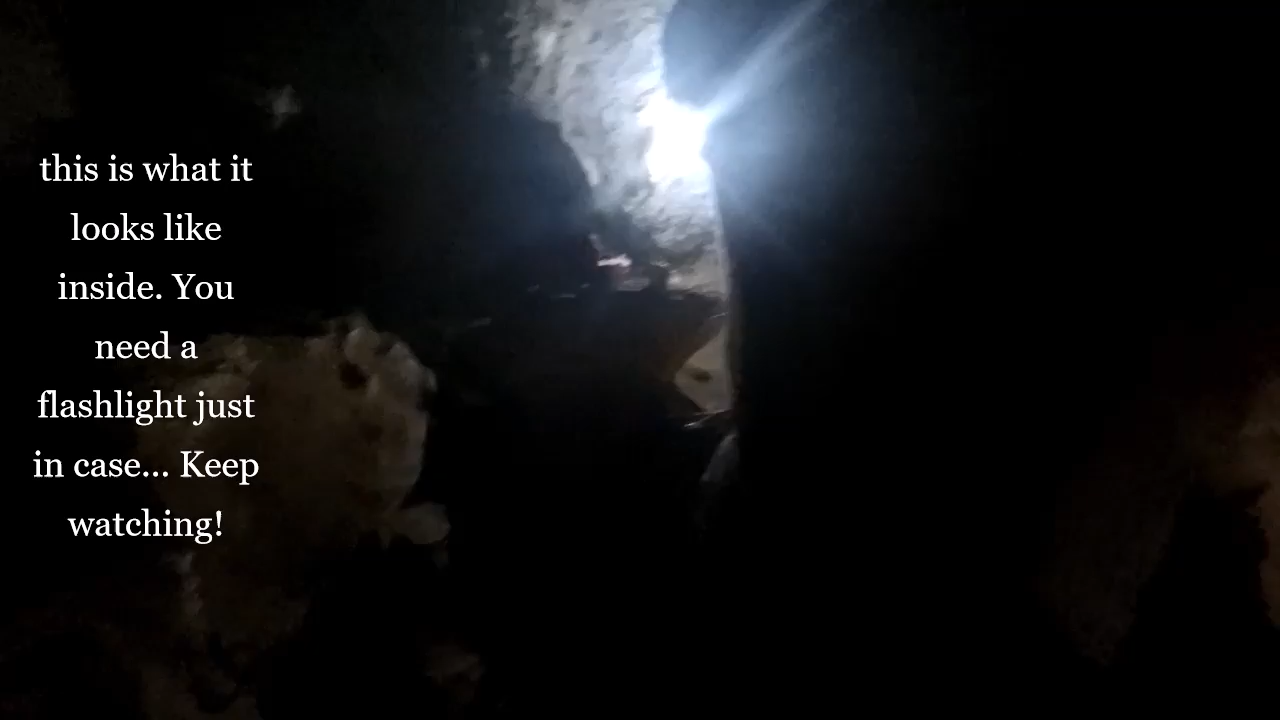 this is what it
looks like
inside. You
need a
flashlight just
in case... Keep
watching!